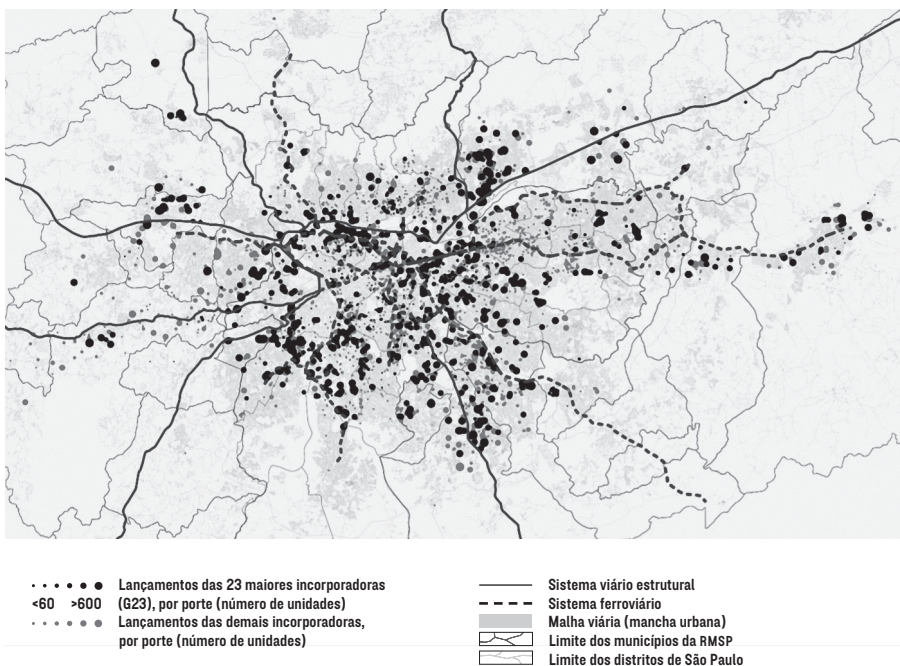 Lançamentos das 23 maiores incorporadoras
<60 >600 (G23), por porte (número de unidades)
Lançamentos das demais incorporadoras,
por porte (número de unidades)
Sistema viário estrutural
Sistema ferroviário
Malha viária (mancha urbana)
Limite dos municípios da RMSP
Limite dos distritos de São Paulo